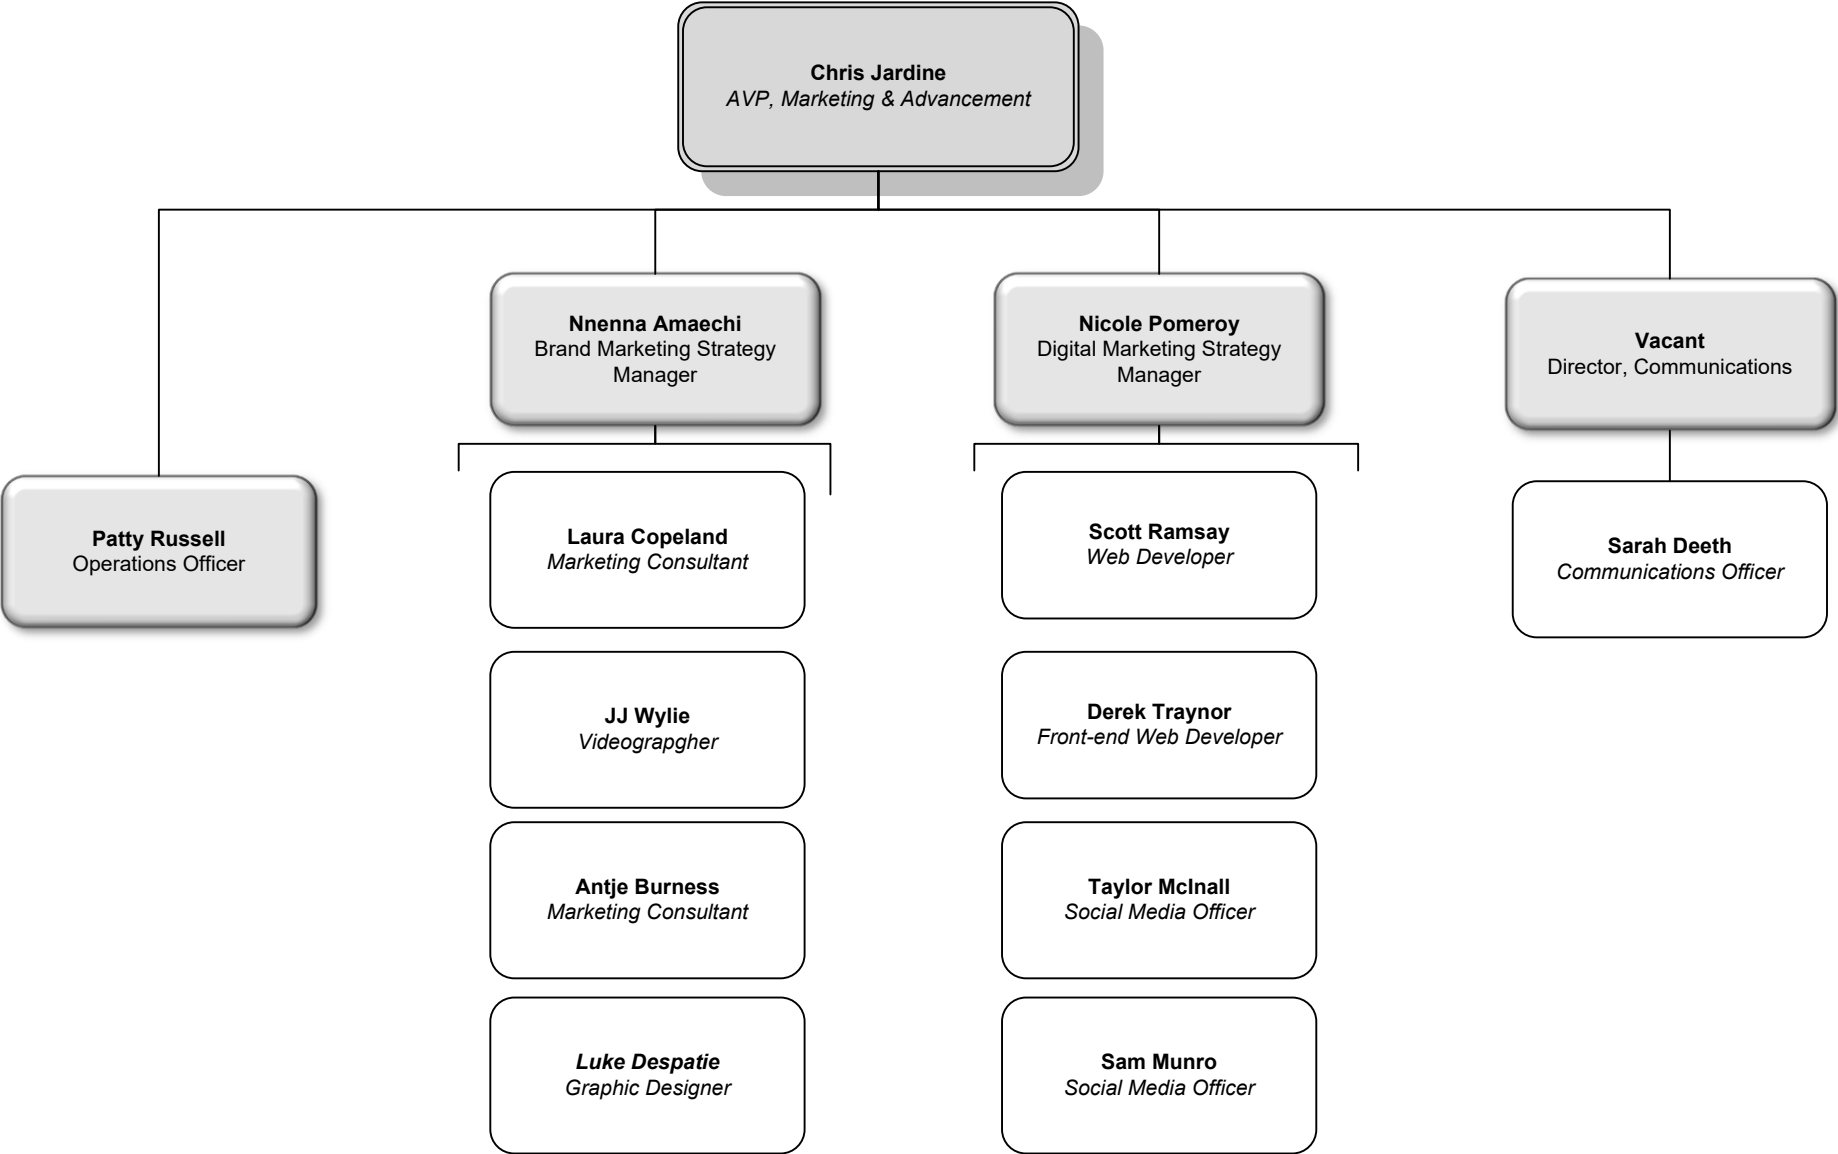 Chris Jardine
AVP, Marketing & Advancement
Nnenna Amaechi
Brand Marketing Strategy
Manager
Nicole Pomeroy
Digital Marketing Strategy
Manager
Vacant
Director, Communications
Patty Russell
Operations Officer
Laura Copeland
Marketing Consultant
Scott Ramsay
Web Developer
Sarah Deeth
Communications Officer
JJ Wylie
Videograpgher
Derek Traynor
Front-end Web Developer
Antje Burness
Marketing Consultant
Taylor McInall
Social Media Officer
Luke Despatie
Graphic Designer
Sam Munro
Social Media Officer